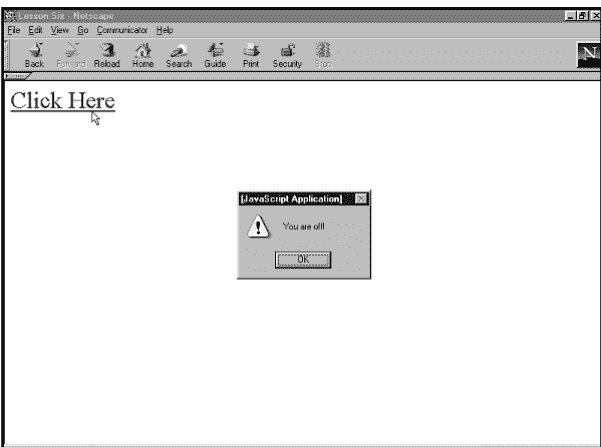 Lesson Six - Netscape
File Edit View Go Communicator Help
Back Forward Reload Home Search Guide Print Security Stop
N
Click Here
[JavaScript Application]
You are off!
OK